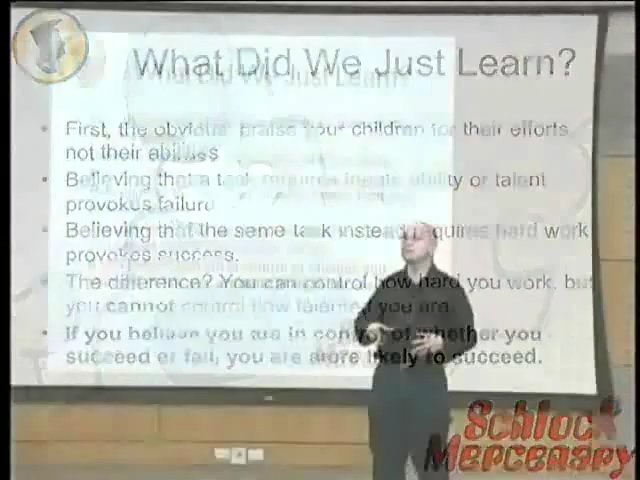 What Did We Just Learn?
• First, the obvious: praise your children for their efforts
not their abilities
• Believing that a task requires innate ability or talent
provokes failure
• Believing that the same task instead requires hard work
provokes success.
• The difference? You can control how hard you work, but
you cannot control how talented you are.
• If you believe you are in control of whether you
succeed or fail, you are more likely to succeed.
Schlock
Mercenary